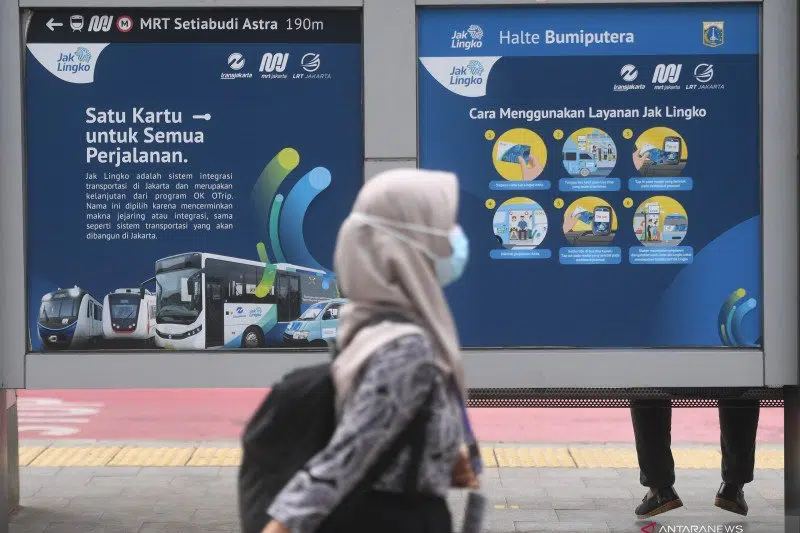 MRT Setiabudi Astra 190m
Jak
Lingko
transjakarta
mrt jakarta
LRT JAKARTA
Satu Kartu
untuk Semua
Perjalanan.
Jak Lingko adalah sistem integrasi
transportasi di Jakarta dan merupakan
kelanjutan dari program OK OTrip.
Nama ini dipilih karena mencerminkan
makna jejaring atau integrasi, sama
seperti sistem transportasi yang akan
dibangun di Jakarta.
Jak
Lingko
Halte Bumiputera
Jak
Lingko
transjakarta
mrt jakarta
LRT JAKARTA
Cara Menggunakan Layanan Jak Lingko
ANTARANEWS